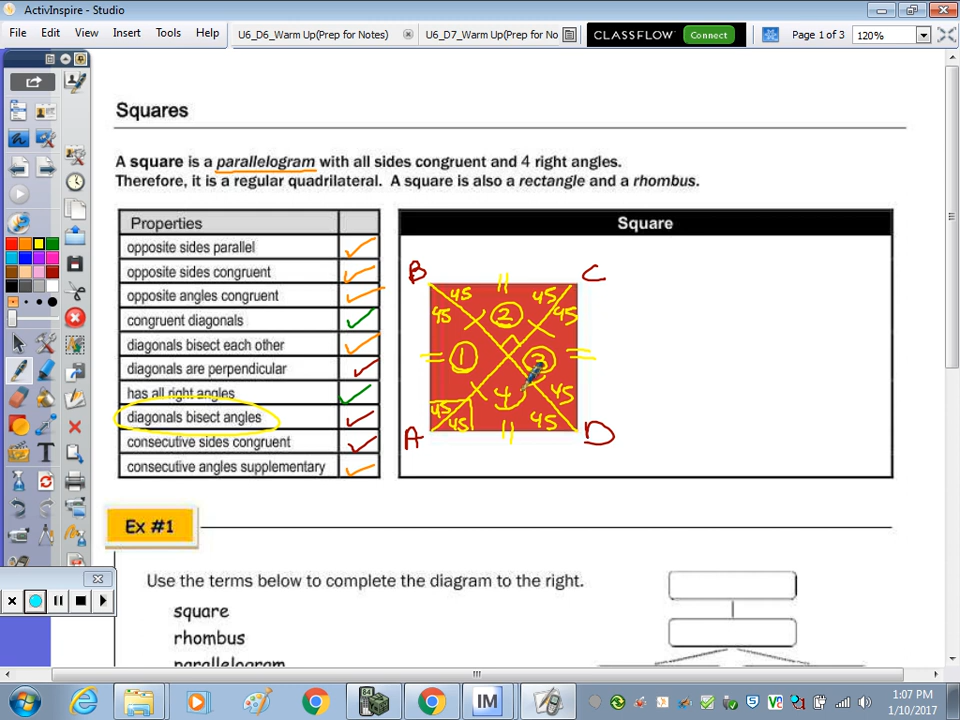 ActivInspire - Studio
File Edit View Insert Tools Help
U6_D6_Warm Up(Prep for Notes) U6_D7_Warm Up(Prep for No
CLASSFLOW Connect
Page 1 of 3 120%
Squares
A square is a parallelogram with all sides congruent and 4 right angles.
Therefore, it is a regular quadrilateral. A square is also a rectangle and a rhombus.
Properties
opposite sides parallel
opposite sides congruent
opposite angles congruent
congruent diagonals
diagonals bisect each other
diagonals are perpendicular
has all right angles
diagonals bisect angles
consecutive sides congruent
consecutive angles supplementary
Square
B C
45 45
45 2 45
1 3
45 4 45
45 45
A D
Ex #1
Use the terms below to complete the diagram to the right.
square
rhombus
parallelogram
IM
1:07 PM
1/10/2017